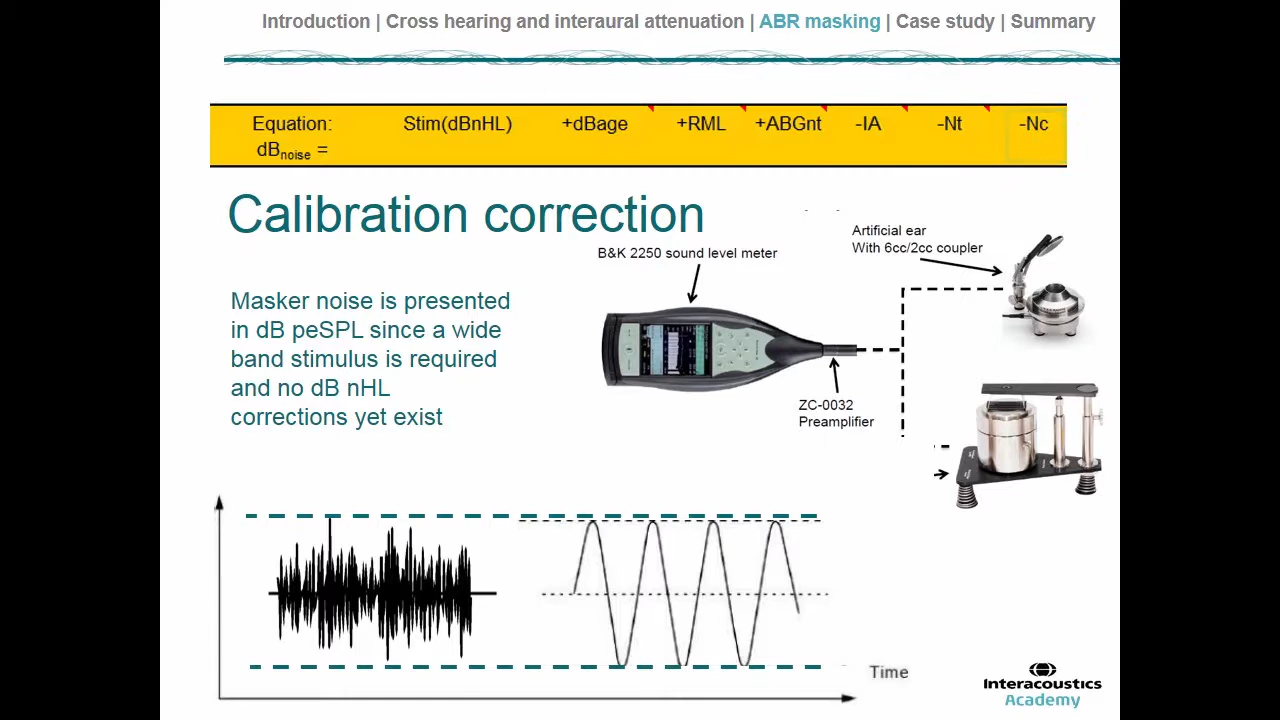 Introduction | Cross hearing and interaural attenuation | ABR masking | Case study | Summary
Equation: Stim(dBnHL) +dBage +RML +ABGnt -IA -Nt -Nc
dBnoise =
Calibration correction
Artificial ear
With 6cc/2cc coupler
B&K 2250 sound level meter
Masker noise is presented
in dB peSPL since a wide
band stimulus is required
and no dB nHL
corrections yet exist
ZC-0032
Preamplifier
Time
Interacoustics
Academy